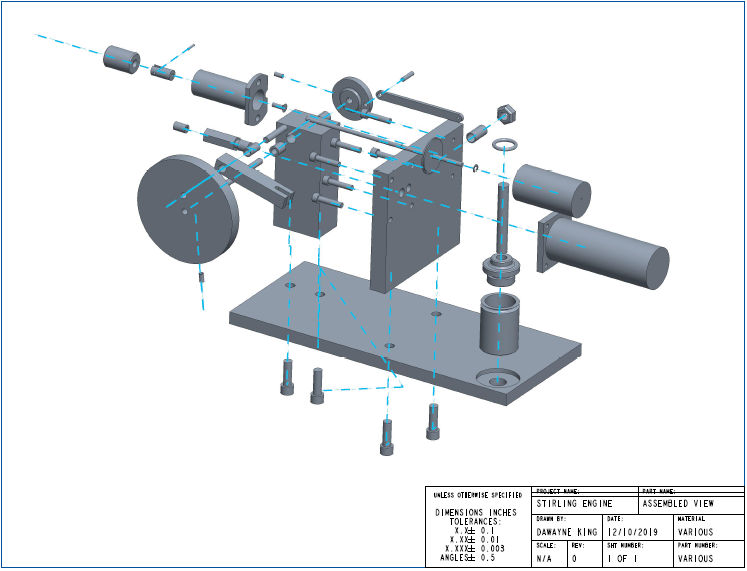 UNLESS OTHERWISE SPECIFIED
DIMENSIONS INCHES
TOLERANCES:
X.X± 0.1
X.XX± 0.01
X.XXX± 0.003
ANGLES± 0.5
PROJECT NAME:
STIRLING ENGINE
PART NAME:
ASSEMBLED VIEW
DRAWN BY:
DAWAYNE KING
DATE:
12/10/2019
MATERIAL
VARIOUS
SCALE:
N/A
REV:
0
SHT NUMBER:
1 OF 1
PART NUMBER:
VARIOUS